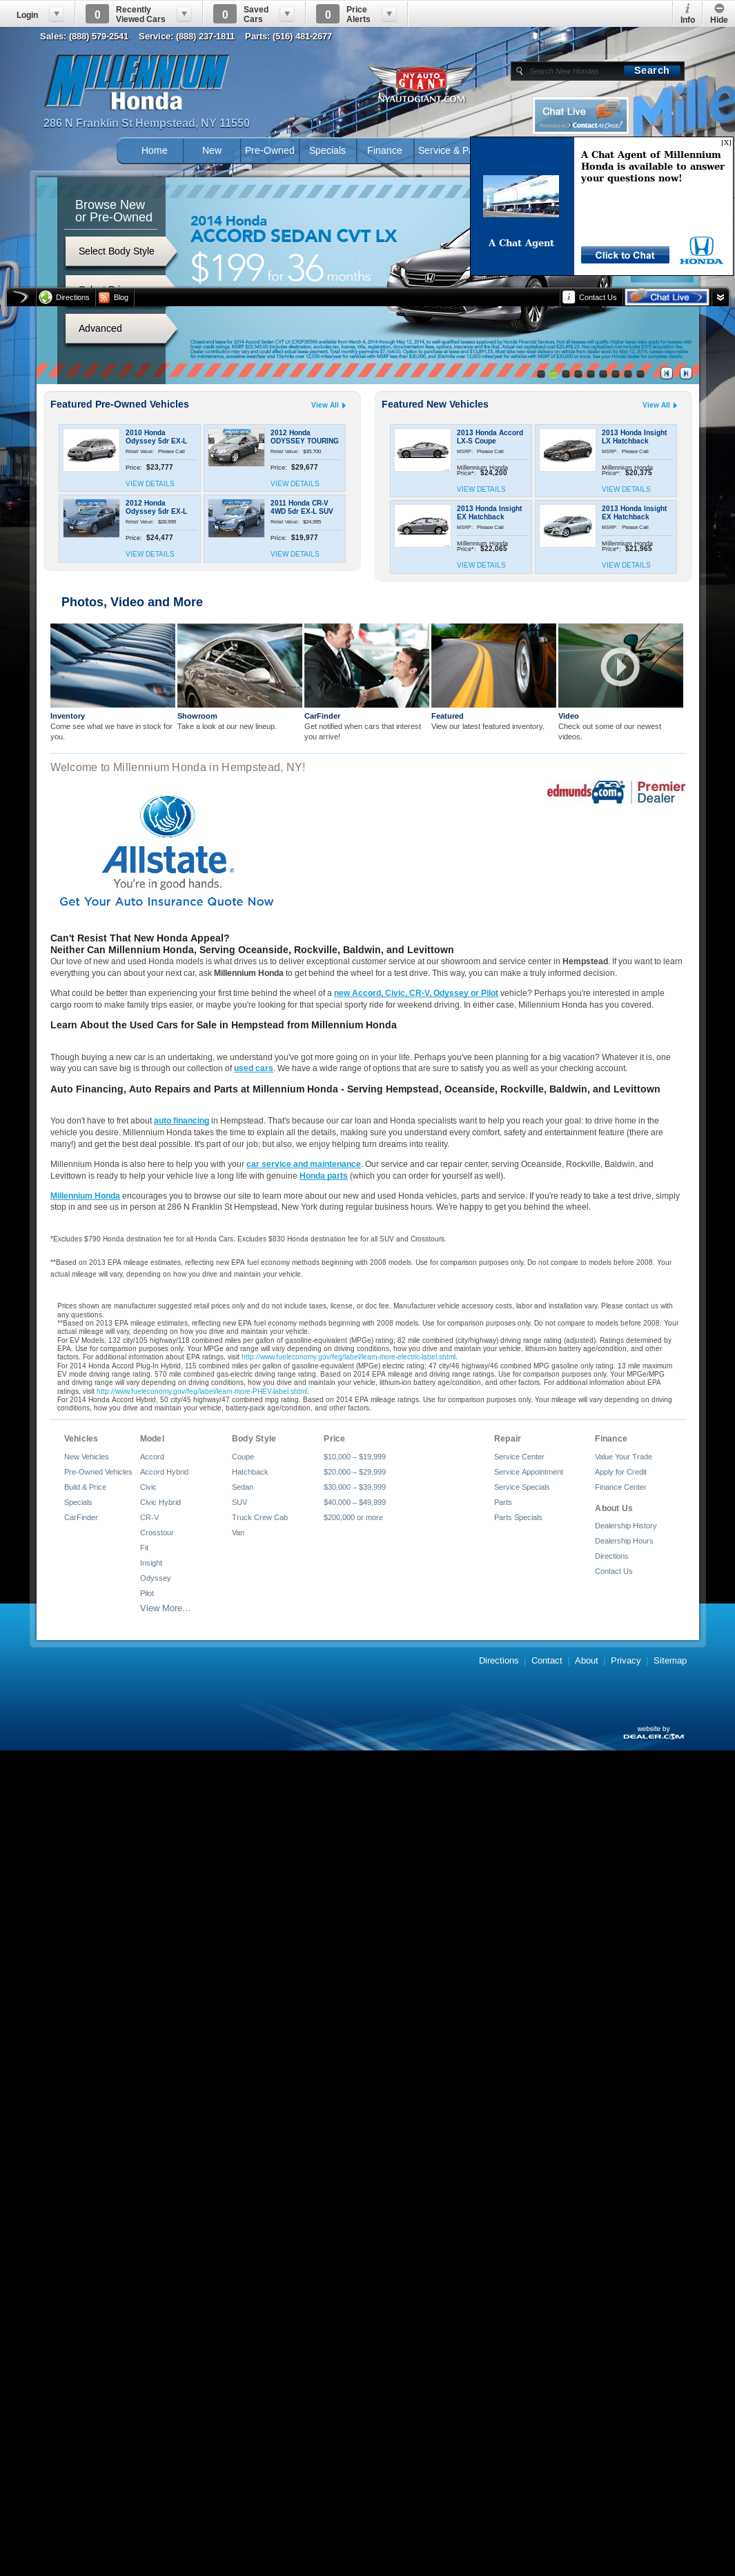 Login
0 Recently Viewed Cars
0 Saved Cars
0 Price Alerts
Info
Hide
Sales: (888) 579-2541 Service: (888) 237-1811 Parts: (516) 481-2677
MILLENNIUM
Honda
286 N Franklin St Hempstead, NY 11550
NY AUTO
GIANT
NYAUTOGIANT.COM
Search New Hondas
Search
Chat Live
ContactAtOnce!
Home New Pre-Owned Specials Finance Service &
[X]
A Chat Agent of Millennium
Honda is available to answer
your questions now!
A Chat Agent
Click to Chat
HONDA
Browse New
or Pre-Owned
Select Body Style
Advanced
2014 Honda
ACCORD SEDAN CVT LX
$199 for 36 months
Directions
Blog
Contact Us
Chat Live
Featured Pre-Owned Vehicles
View All
2010 Honda
Odyssey 5dr EX-L
Retail Value: Please Call
Price: $23,777
VIEW DETAILS
2012 Honda
ODYSSEY TOURING
Retail Value: $35,700
Price: $29,677
VIEW DETAILS
2012 Honda
Odyssey 5dr EX-L
Retail Value: $28,995
Price: $24,477
VIEW DETAILS
2011 Honda CR-V
4WD 5dr EX-L SUV
Retail Value: $24,995
Price: $19,977
VIEW DETAILS
Featured New Vehicles
View All
2013 Honda Accord
LX-S Coupe
MSRP: Please Call
Millennium Honda
Price*: $24,200
VIEW DETAILS
2013 Honda Insight
LX Hatchback
MSRP: Please Call
Millennium Honda
Price*: $20,375
VIEW DETAILS
2013 Honda Insight
EX Hatchback
MSRP: Please Call
Millennium Honda
Price*: $22,065
VIEW DETAILS
2013 Honda Insight
EX Hatchback
MSRP: Please Call
Millennium Honda
Price*: $21,965
VIEW DETAILS
Photos, Video and More
Inventory
Come see what we have in stock for
you.
Showroom
Take a look at our new lineup.
CarFinder
Get notified when cars that interest
you arrive!
Featured
View our latest featured inventory.
Video
Check out some of our newest
videos.
Welcome to Millennium Honda in Hempstead, NY!
edmunds.com Premier
Dealer
Allstate
You're in good hands.
Get Your Auto Insurance Quote Now
Can't Resist That New Honda Appeal?
Neither Can Millennium Honda, Serving Oceanside, Rockville, Baldwin, and Levittown
Our love of new and used Honda models is what drives us to deliver exceptional customer service at our showroom and service center in Hempstead. If you want to learn
everything you can about your next car, ask Millennium Honda to get behind the wheel for a test drive. This way, you can make a truly informed decision.
What could be better than experiencing your first time behind the wheel of a new Accord, Civic, CR-V, Odyssey or Pilot vehicle? Perhaps you're interested in ample
cargo room to make family trips easier, or maybe you're looking for that special sporty ride for weekend driving. In either case, Millennium Honda has you covered.
Learn About the Used Cars for Sale in Hempstead from Millennium Honda
Though buying a new car is an undertaking, we understand you've got more going on in your life. Perhaps you've been planning for a big vacation? Whatever it is, one
way you can save big is through our collection of used cars. We have a wide range of options that are sure to satisfy you as well as your checking account.
Auto Financing, Auto Repairs and Parts at Millennium Honda - Serving Hempstead, Oceanside, Rockville, Baldwin, and Levittown
You don't have to fret about auto financing in Hempstead. That's because our car loan and Honda specialists want to help you reach your goal: to drive home in the
vehicle you desire. Millennium Honda takes the time to explain all the details, making sure you understand every comfort, safety and entertainment feature (there are
many!) and get the best deal possible. It's part of our job; but also, we enjoy helping turn dreams into reality.
Millennium Honda is also here to help you with your car service and maintenance. Our service and car repair center, serving Oceanside, Rockville, Baldwin, and
Levittown is ready to help your vehicle live a long life with genuine Honda parts (which you can order for yourself as well).
Millennium Honda encourages you to browse our site to learn more about our new and used Honda vehicles, parts and service. If you're ready to take a test drive, simply
stop in and see us in person at 286 N Franklin St Hempstead, New York during regular business hours. We're happy to get you behind the wheel.
*Excludes $790 Honda destination fee for all Honda Cars. Excludes $830 Honda destination fee for all SUV and Crosstours.
**Based on 2013 EPA mileage estimates, reflecting new EPA fuel economy methods beginning with 2008 models. Use for comparison purposes only. Do not compare to models before 2008. Your
actual mileage will vary, depending on how you drive and maintain your vehicle.
Prices shown are manufacturer suggested retail prices only and do not include taxes, license, or doc fee. Manufacturer vehicle accessory costs, labor and installation vary. Please contact us with
any questions.
**Based on 2013 EPA mileage estimates, reflecting new EPA fuel economy methods beginning with 2008 models. Use for comparison purposes only. Do not compare to models before 2008. Your
actual mileage will vary, depending on how you drive and maintain your vehicle.
For EV Models, 132 city/105 highway/118 combined miles per gallon of gasoline-equivalent (MPGe) rating; 82 mile combined (city/highway) driving range rating (adjusted). Ratings determined by
EPA. Use for comparison purposes only. Your MPGe and range will vary depending on driving conditions, how you drive and maintain your vehicle, lithium-ion battery age/condition, and other
factors. For additional information about EPA ratings, visit http://www.fueleconomy.gov/feg/label/learn-more-electric-label.shtml.
For 2014 Honda Accord Plug-In Hybrid, 115 combined miles per gallon of gasoline-equivalent (MPGe) electric rating; 47 city/46 highway/46 combined MPG gasoline only rating. 13 mile maximum
EV mode driving range rating. 570 mile combined gas-electric driving range rating. Based on 2014 EPA mileage and driving range ratings. Use for comparison purposes only. Your MPGe/MPG
and driving range will vary depending on driving conditions, how you drive and maintain your vehicle, lithium-ion battery age/condition, and other factors. For additional information about EPA
ratings, visit http://www.fueleconomy.gov/feg/label/learn-more-PHEV-label.shtml.
For 2014 Honda Accord Hybrid, 50 city/45 highway/47 combined mpg rating. Based on 2014 EPA mileage ratings. Use for comparison purposes only. Your mileage will vary depending on driving
conditions, how you drive and maintain your vehicle, battery-pack age/condition, and other factors.
Vehicles
New Vehicles
Pre-Owned Vehicles
Build & Price
Specials
CarFinder
Model
Accord
Accord Hybrid
Civic
Civic Hybrid
CR-V
Crosstour
Fit
Insight
Odyssey
Pilot
View More...
Body Style
Coupe
Hatchback
Sedan
SUV
Truck Crew Cab
Van
Price
$10,000 – $19,999
$20,000 – $29,999
$30,000 – $39,999
$40,000 – $49,999
$200,000 or more
Repair
Service Center
Service Appointment
Service Specials
Parts
Parts Specials
Finance
Value Your Trade
Apply for Credit
Finance Center
About Us
Dealership History
Dealership Hours
Directions
Contact Us
Directions | Contact | About | Privacy | Sitemap
website by
DEALER.COM